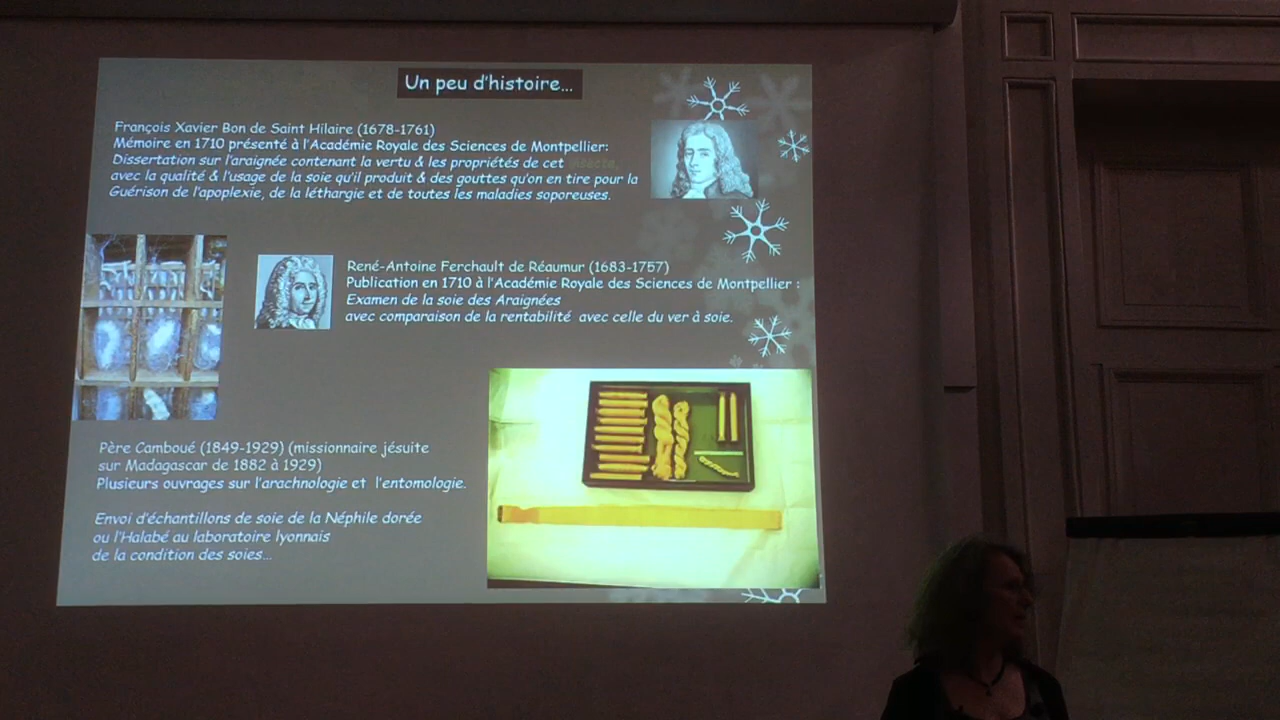 Un peu d'histoire...
François Xavier Bon de Saint Hilaire (1678-1761)
Mémoire en 1710 présenté à l'Académie Royale des Sciences de Montpellier:
Dissertation sur l'araignée contenant la vertu & les propriétés de cet
avec la qualité & l'usage de la soie qu'il produit & des gouttes qu'on en tire pour la
Guérison de l'apoplexie, de la léthargie et de toutes les maladies soporeuses.
René-Antoine Ferchault de Réaumur (1683-1757)
Publication en 1710 à l'Académie Royale des Sciences de Montpellier :
Examen de la soie des Araignées
avec comparaison de la rentabilité avec celle du ver à soie.
Père Camboué (1849-1929) (missionnaire jésuite
sur Madagascar de 1882 à 1929)
Plusieurs ouvrages sur l'arachnologie et l'entomologie.
Envoi d'échantillons de soie de la Néphile dorée
ou l'Halabé au laboratoire lyonnais
de la condition des soies...